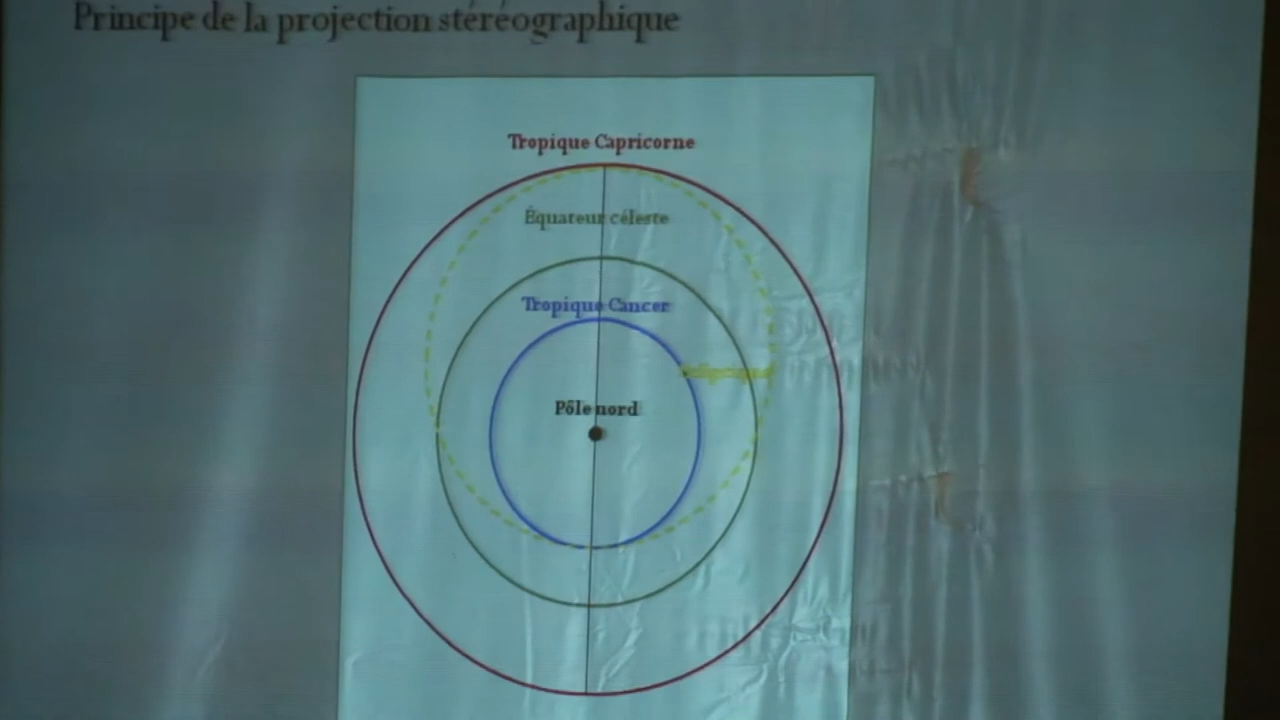 Principe de la projection stéréographique
Tropique Capricorne
Équateur céleste
Tropique Cancer
Pôle nord